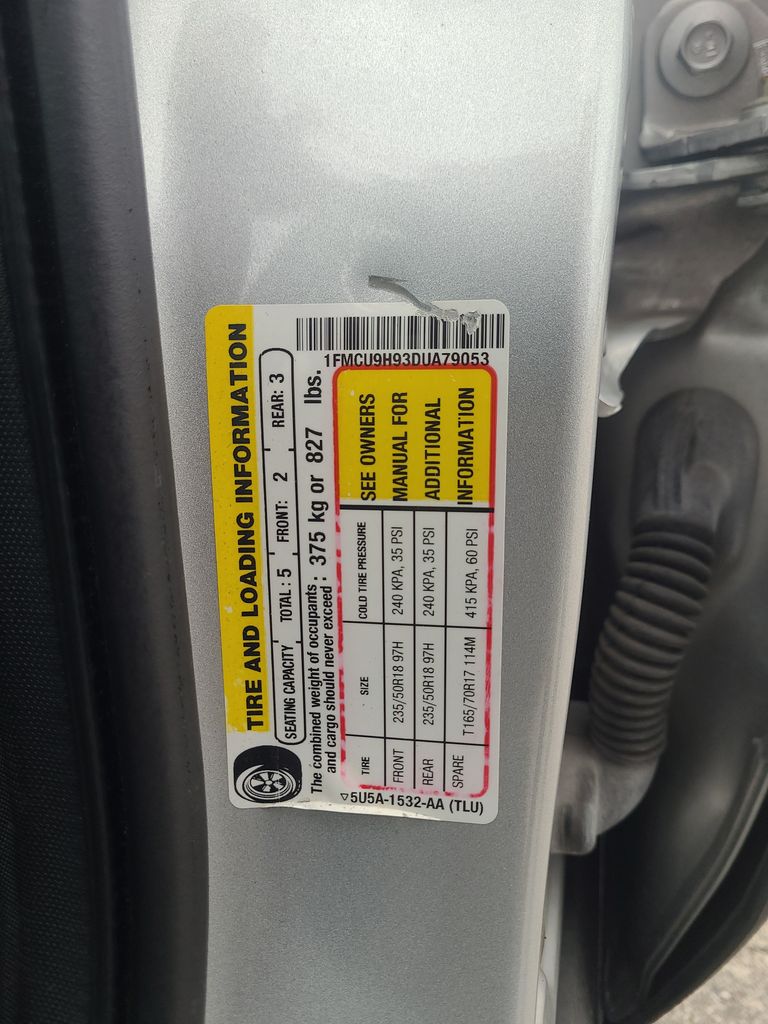 1FMCU9H93DUA79053
TIRE AND LOADING INFORMATION
SEATING CAPACITY TOTAL : 5 FRONT: 2 REAR: 3
The combined weight of occupants : 375 kg or 827 lbs.
and cargo should never exceed
TIRE SIZE COLD TIRE PRESSURE SEE OWNERS
FRONT 235/50R18 97H 240 KPA, 35 PSI MANUAL FOR
REAR 235/50R18 97H 240 KPA, 35 PSI ADDITIONAL
SPARE T165/70R17 114M 415 KPA, 60 PSI INFORMATION
▽5U5A-1532-AA (TLU)